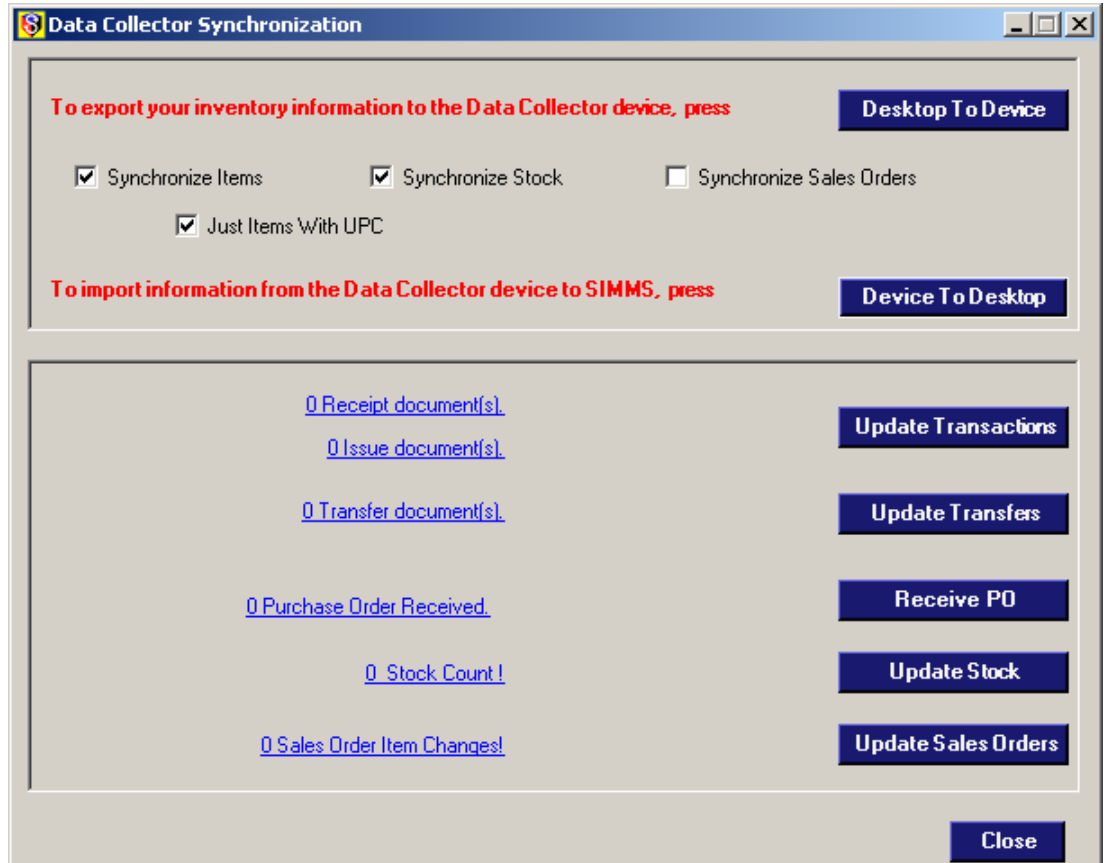 Data Collector Synchronization
To export your inventory information to the Data Collector device, press
Desktop To Device
Synchronize Items
Synchronize Stock
Synchronize Sales Orders
Just Items With UPC
To import information from the Data Collector device to SIMMS, press
Device To Desktop
0 Receipt document(s).
Update Transactions
0 Issue document(s).
0 Transfer document(s).
Update Transfers
0 Purchase Order Received.
Receive PO
0 Stock Count !
Update Stock
0 Sales Order Item Changes!
Update Sales Orders
Close